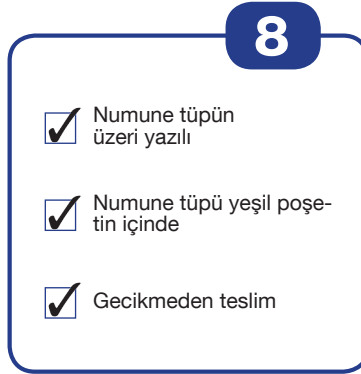 8
Numune tüpün
üzeri yazılı
Numune tüpü yeşil poşe-
tin içinde
Gecikmeden teslim